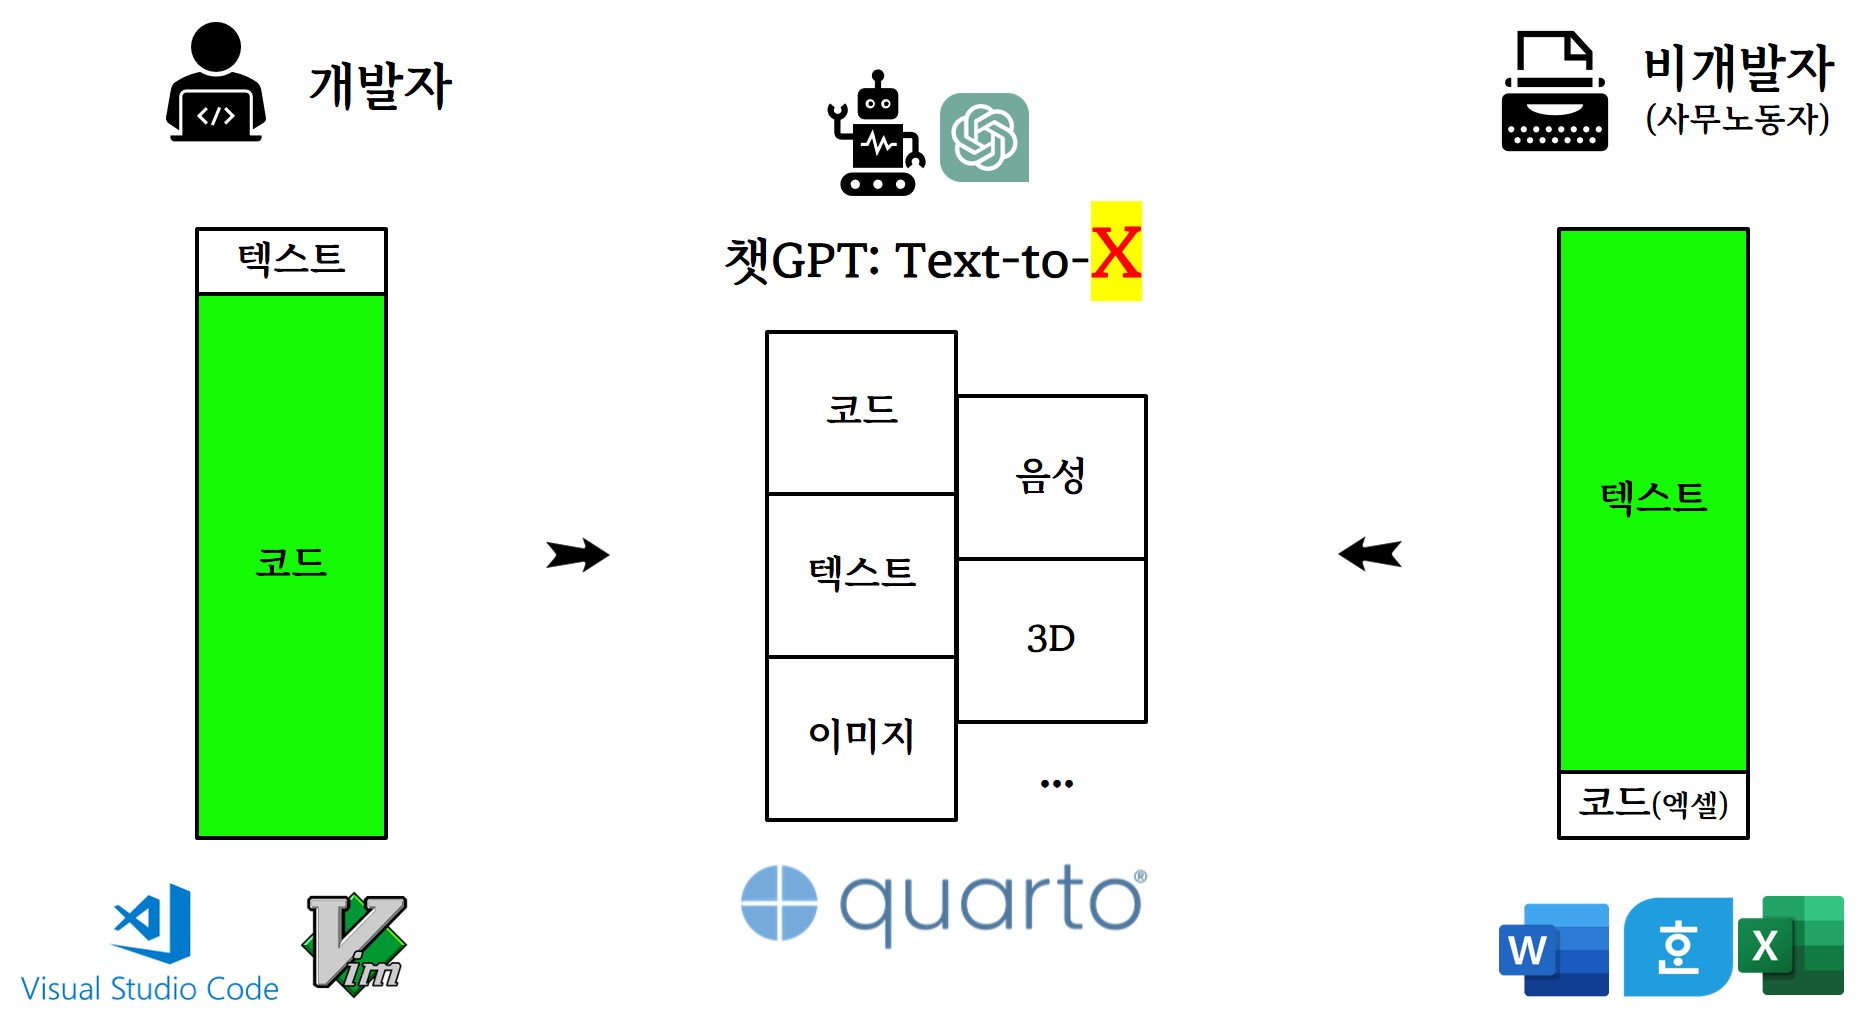 개발자
</>
텍스트
코드
Visual Studio Code
Vim
챗GPT: Text-to-X
코드
텍스트
이미지
음성
3D
...
quarto®
비개발자
(사무노동자)
텍스트
코드(엑셀)
W
한
X